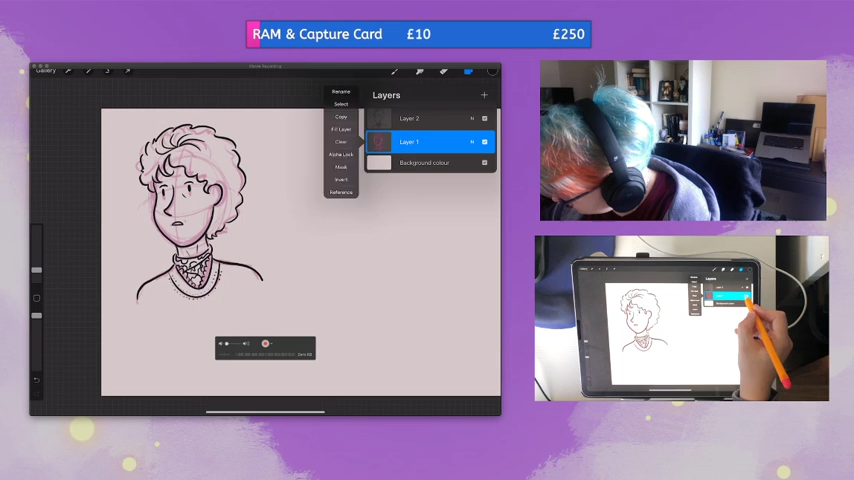 RAM & Capture Card £10 £250
Gallery
Rename
Select
Copy
Fill Layer
Clear
Alpha Lock
Mask
Invert
Reference
Layers
Layer 2 N
Layer 1 N
Background colour